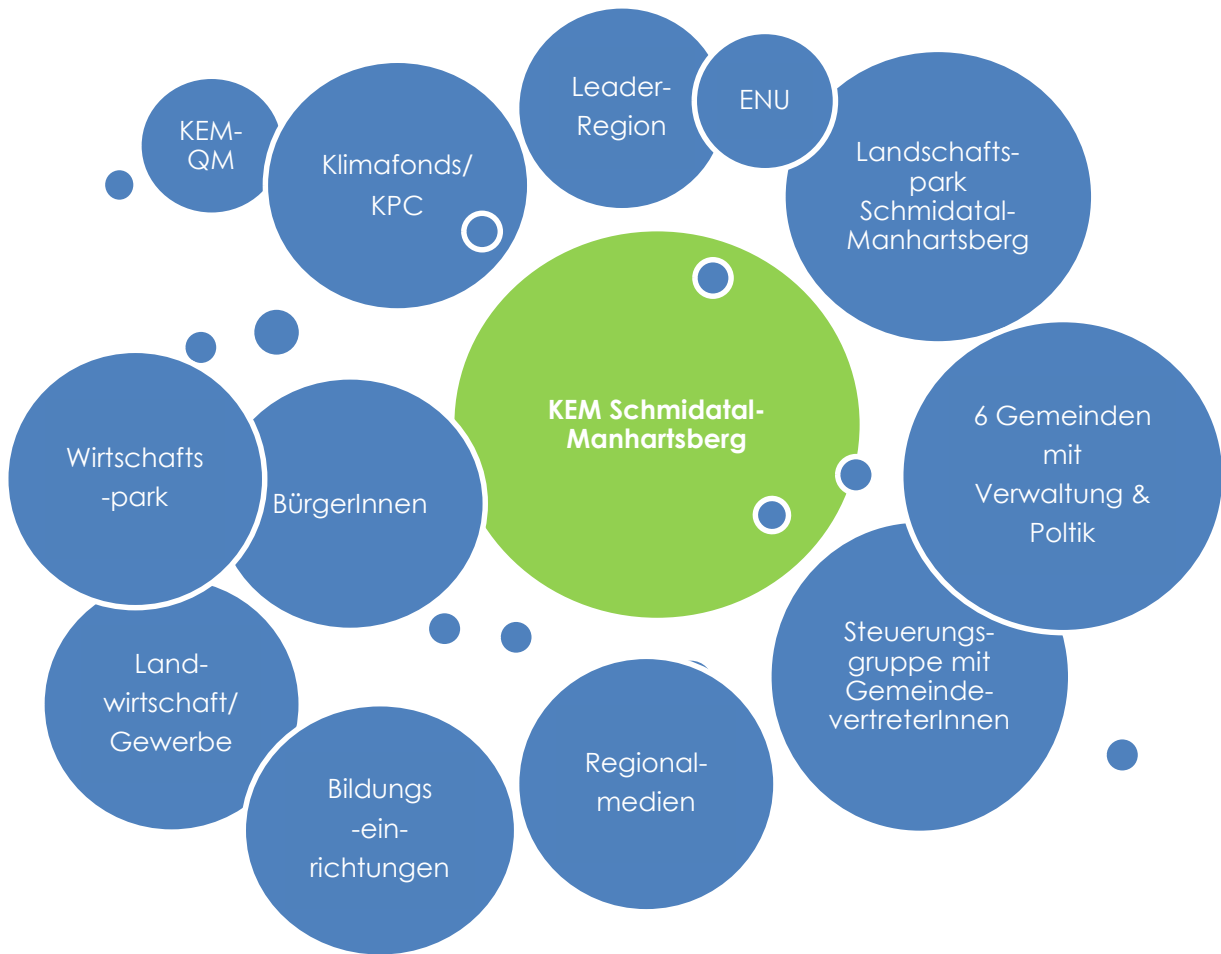 Leader-
Region
ENU
KEM-
QM
Klimafonds/
KPC
Landschafts-
park
Schmidatal-
Manhartsberg
KEM Schmidatal-
Manhartsberg
6 Gemeinden
mit
Verwaltung &
Poltik
Wirtschafts
-park
BürgerInnen
Steuerungs-
gruppe mit
Gemeinde-
vertreterInnen
Land-
wirtschaft/
Gewerbe
Regional-
medien
Bildungs
-ein-
richtungen